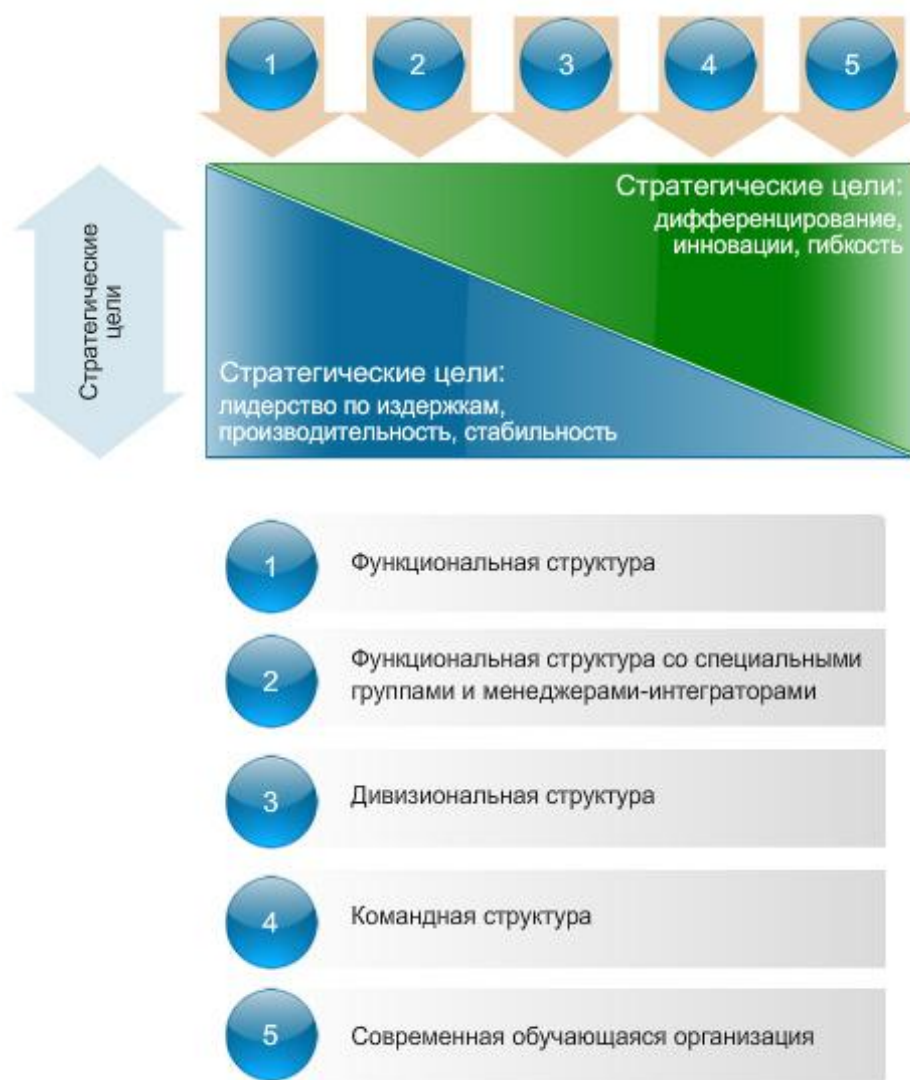 1
2
3
4
5
Стратегические
цели
Стратегические цели:
дифференцирование,
инновации, гибкость
Стратегические цели:
лидерство по издержкам,
производительность, стабильность
1
Функциональная структура
2
Функциональная структура со специальными
группами и менеджерами-интеграторами
3
Дивизиональная структура
4
Командная структура
5
Современная обучающаяся организация